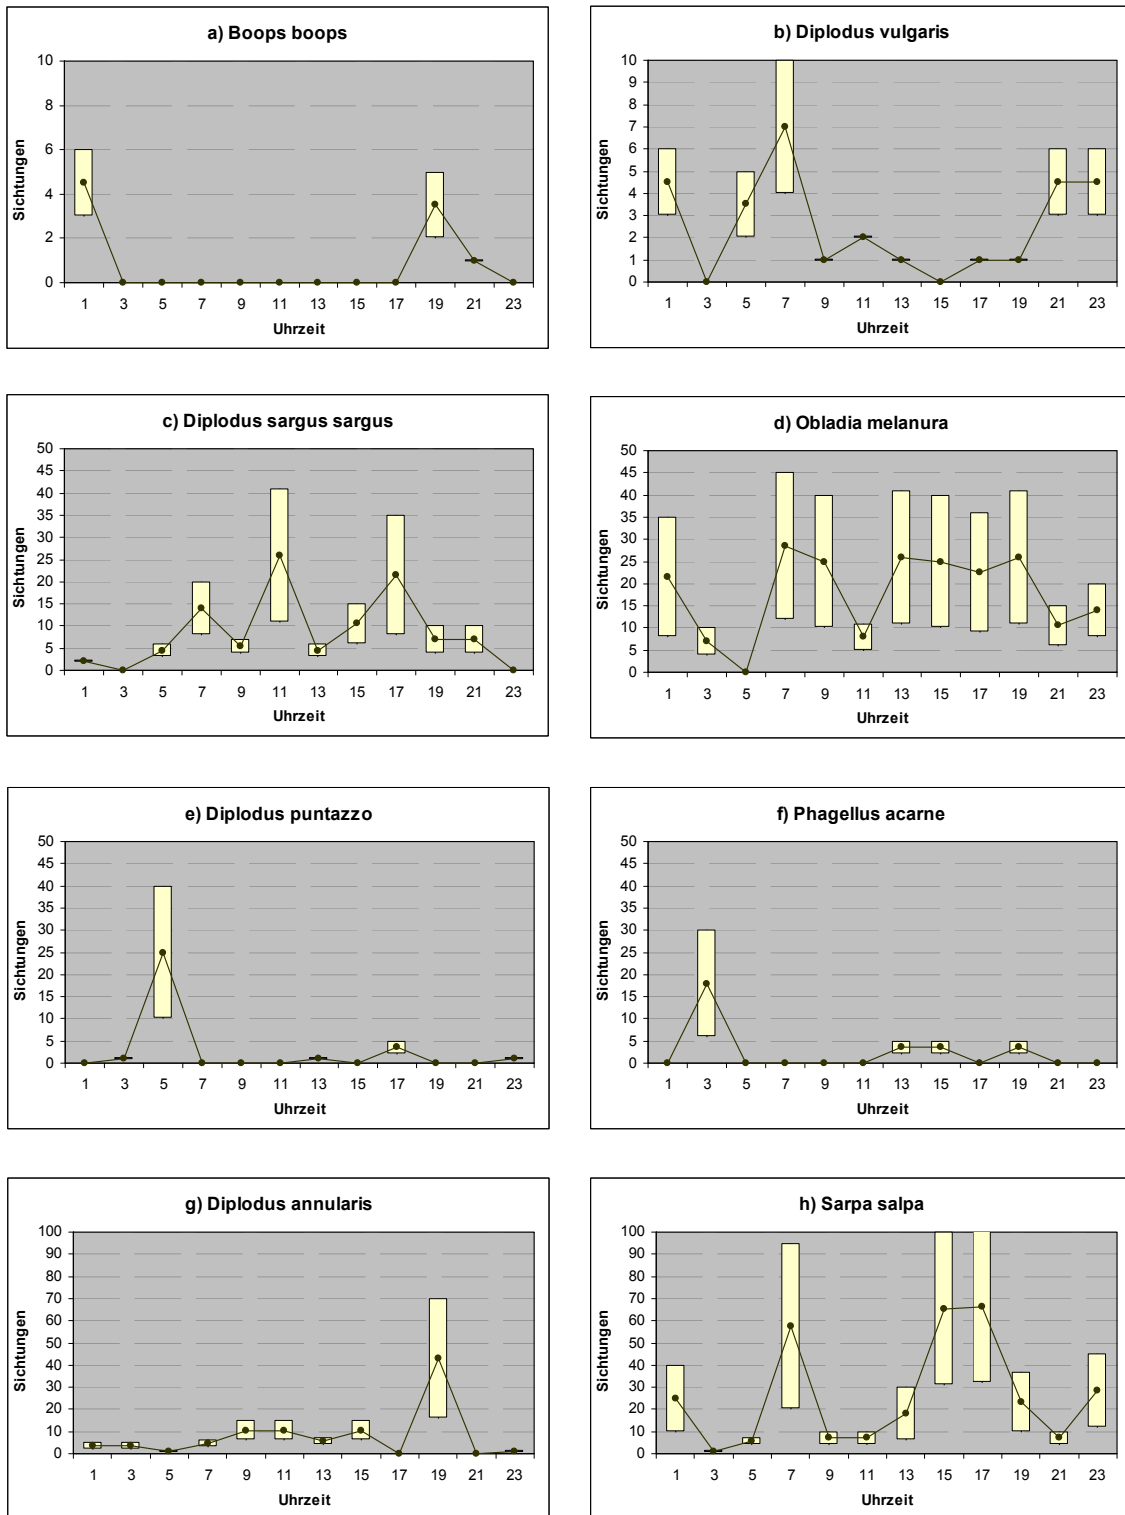 a) Boops boops
10
8
6
4
2
0
Sichtungen
1 3 5 7 9 11 13 15 17 19 21 23
Uhrzeit
b) Diplodus vulgaris
10
9
8
7
6
5
4
3
2
1
0
Sichtungen
1 3 5 7 9 11 13 15 17 19 21 23
Uhrzeit
c) Diplodus sargus sargus
50
45
40
35
30
25
20
15
10
5
0
Sichtungen
1 3 5 7 9 11 13 15 17 19 21 23
Uhrzeit
d) Obladia melanura
50
45
40
35
30
25
20
15
10
5
0
Sichtungen
1 3 5 7 9 11 13 15 17 19 21 23
Uhrzeit
e) Diplodus puntazzo
50
45
40
35
30
25
20
15
10
5
0
Sichtungen
1 3 5 7 9 11 13 15 17 19 21 23
Uhrzeit
f) Phagellus acarne
50
45
40
35
30
25
20
15
10
5
0
Sichtungen
1 3 5 7 9 11 13 15 17 19 21 23
Uhrzeit
g) Diplodus annularis
100
90
80
70
60
50
40
30
20
10
0
Sichtungen
1 3 5 7 9 11 13 15 17 19 21 23
Uhrzeit
h) Sarpa salpa
100
90
80
70
60
50
40
30
20
10
0
Sichtungen
1 3 5 7 9 11 13 15 17 19 21 23
Uhrzeit